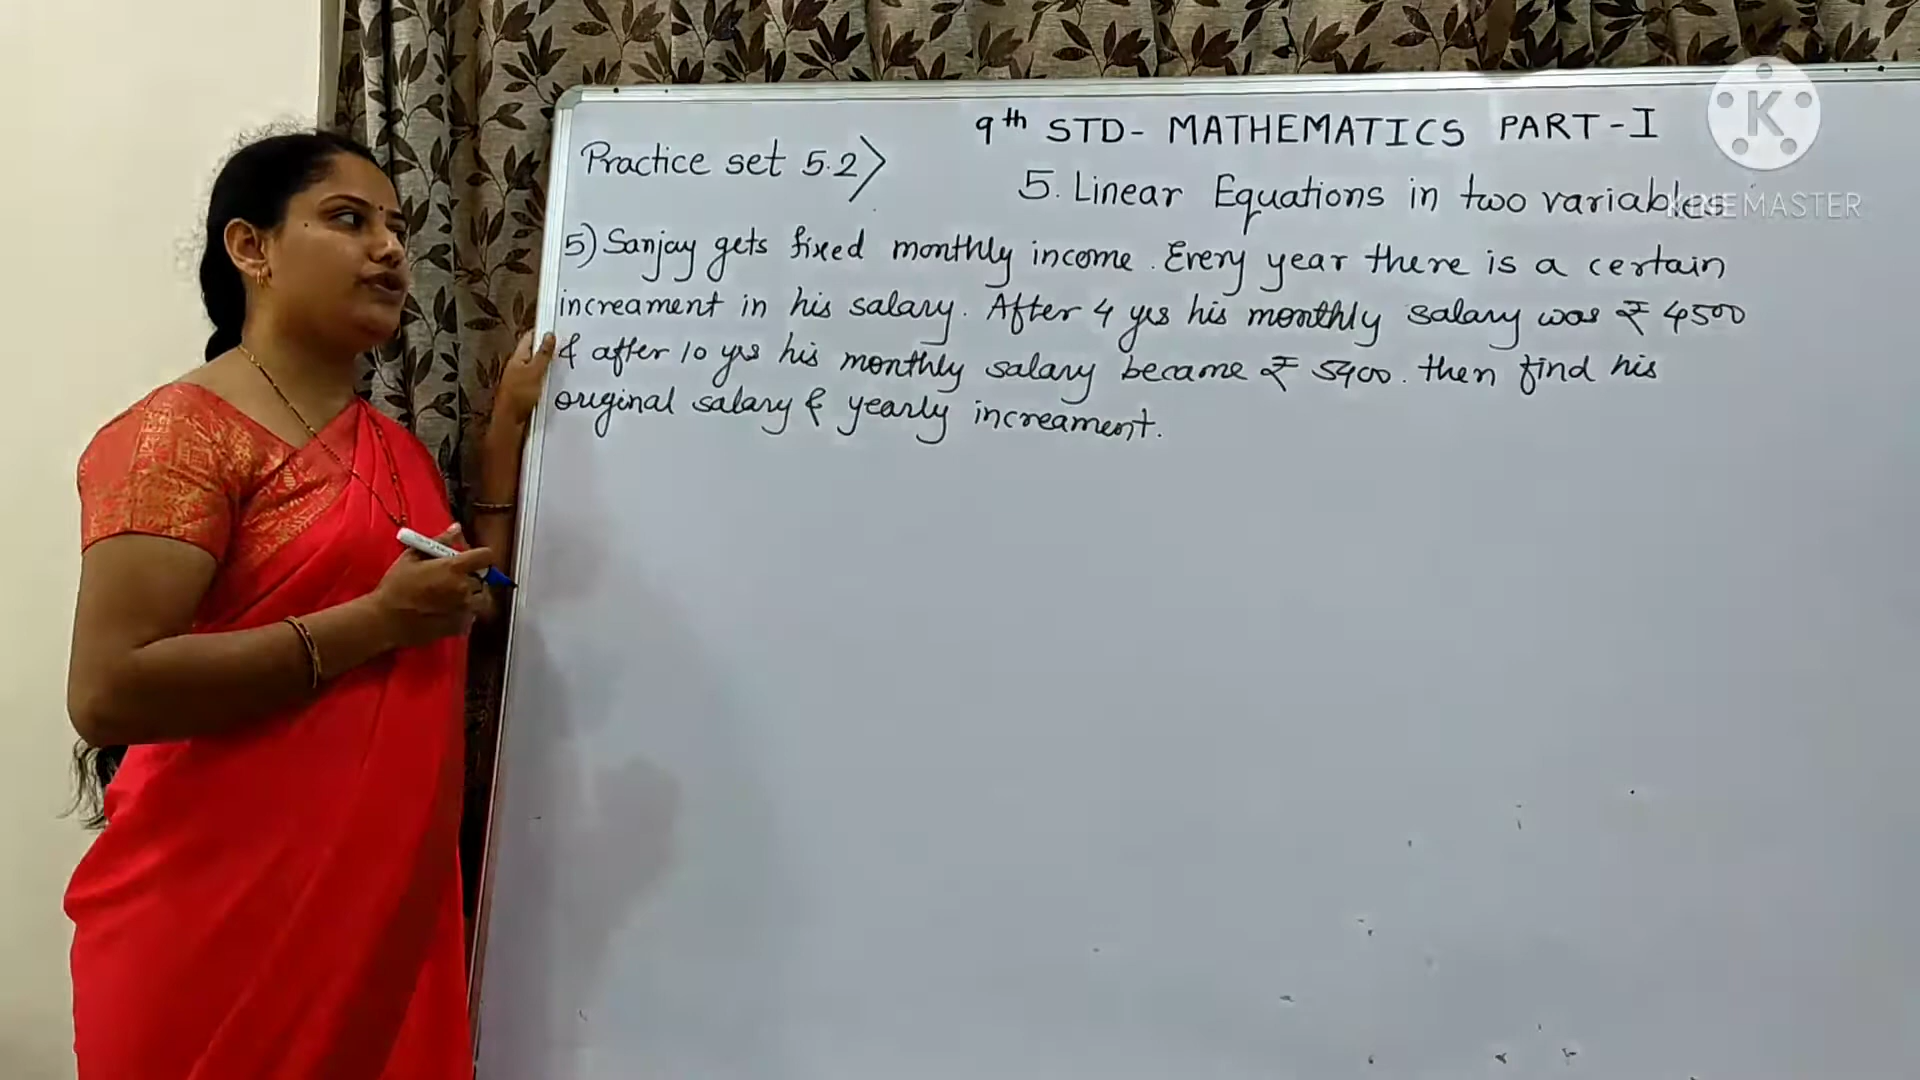 9th STD- MATHEMATICS PART-I
Practice set 5.2>
5. Linear Equations in two variables
K
KINEMASTER
5) Sanjay gets fixed monthly income. Every year there is a certain
increament in his salary. After 4 yrs his monthly salary was ₹ 4500
& after 10 yrs his monthly salary became ₹ 5400. then find his
original salary & yearly increament.